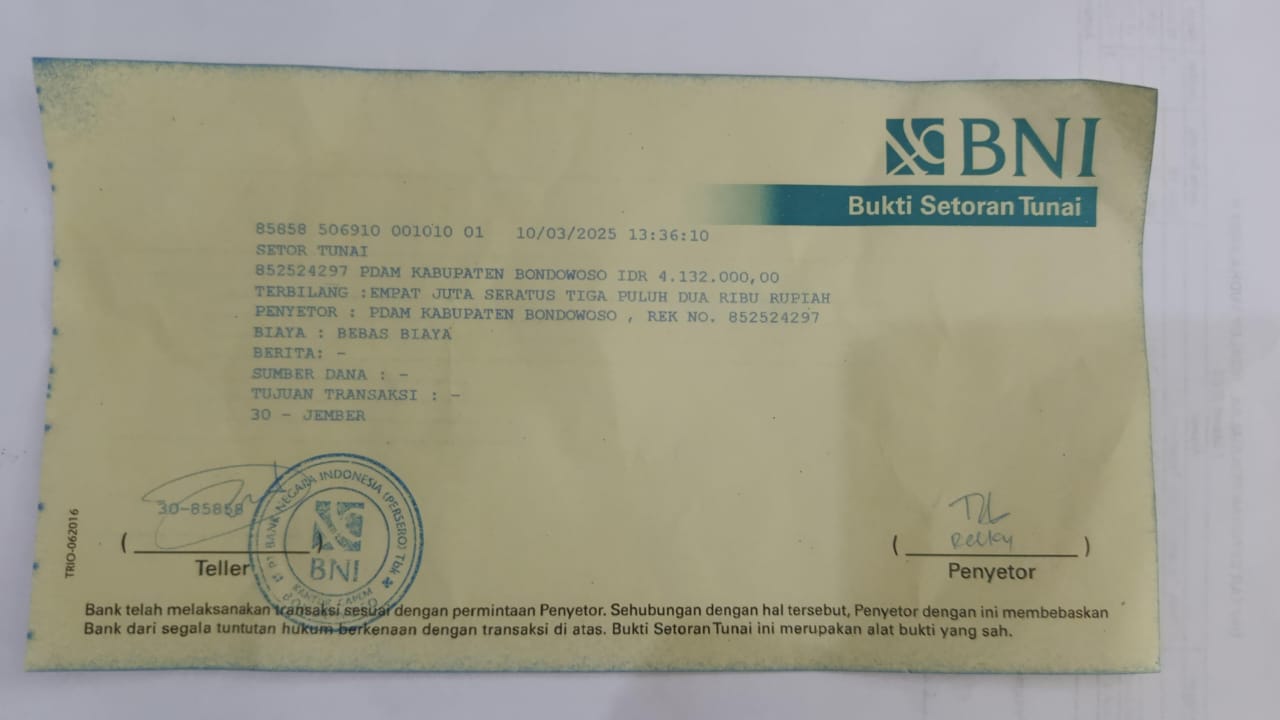 BNI
Bukti Setoran Tunai
85858 506910 001010 01 10/03/2025 13:36:10
SETOR TUNAI
852524297 PDAM KABUPATEN BONDOWOSO IDR 4.132.000,00
TERBILANG :EMPAT JUTA SERATUS TIGA PULUH DUA RIBU RUPIAH
PENYETOR : PDAM KABUPATEN BONDOWOSO , REK NO. 852524297
BIAYA : BEBAS BIAYA
BERITA: -
SUMBER DANA : -
TUJUAN TRANSAKSI : -
30 - JEMBER
30-85858
( )
Teller
PT BANK NEGARA INDONESIA (PERSERO) Tbk
BNI
KANTOR
Relky
( )
Penyetor
TRIO-062016
Bank telah melaksanakan transaksi sesuai dengan permintaan Penyetor. Sehubungan dengan hal tersebut, Penyetor dengan ini membebaskan
Bank dari segala tuntutan hukum berkenaan dengan transaksi di atas. Bukti Setoran Tunai ini merupakan alat bukti yang sah.